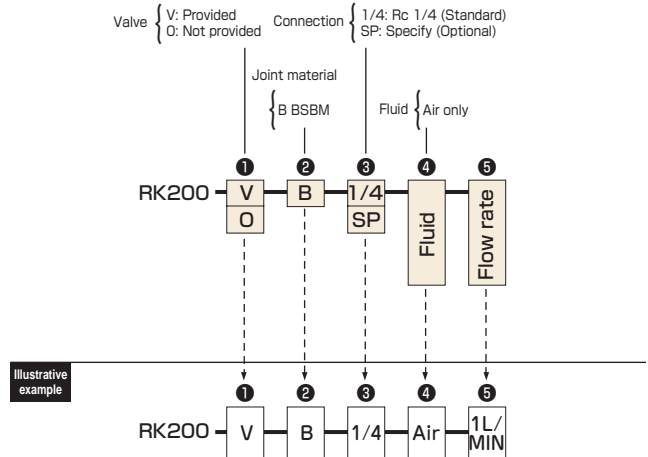 Valve { V: Provided
O: Not provided
Connection { 1/4: Rc 1/4 (Standard)
SP: Specify (Optional)
Joint material
{ B BSBM
Fluid { Air only
❶ ❷ ❸ ❹ ❺
RK200 V B 1/4 Fluid Flow rate
O SP
Illustrative
example
❶ ❷ ❸ ❹ ❺
RK200 V B 1/4 Air 1L/
MIN